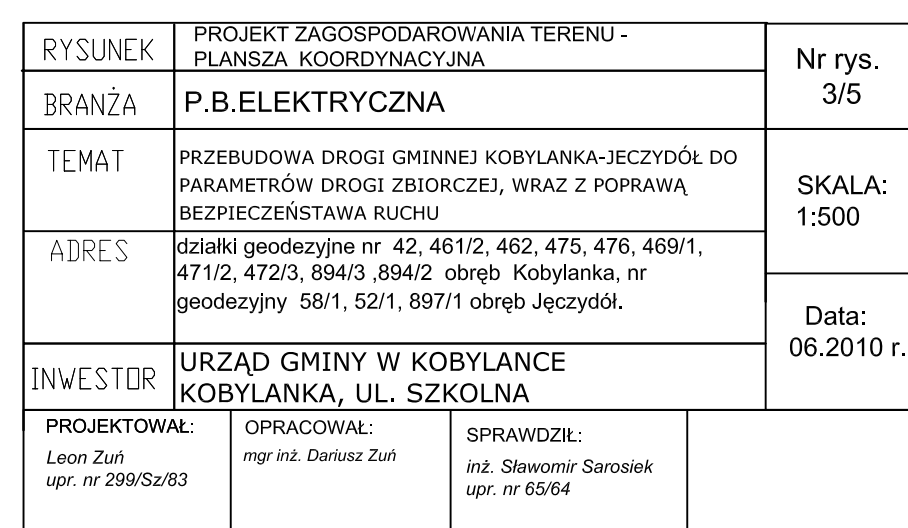 RYSUNEK
PROJEKT ZAGOSPODAROWANIA TERENU -
PLANSZA KOORDYNACYJNA
Nr rys.
3/5
BRANŻA
P.B.ELEKTRYCZNA
TEMAT
PRZEBUDOWA DROGI GMINNEJ KOBYLANKA-JECZYDÓŁ DO
PARAMETRÓW DROGI ZBIORCZEJ, WRAZ Z POPRAWĄ
BEZPIECZEŃSTAWA RUCHU
SKALA:
1:500
ADRES
działki geodezyjne nr 42, 461/2, 462, 475, 476, 469/1,
471/2, 472/3, 894/3 ,894/2 obręb Kobylanka, nr
geodezyjny 58/1, 52/1, 897/1 obręb Jęczydół.
Data:
06.2010 r.
INWESTOR
URZĄD GMINY W KOBYLANCE
KOBYLANKA, UL. SZKOLNA
PROJEKTOWAŁ:
Leon Zuń
upr. nr 299/Sz/83
OPRACOWAŁ:
mgr inż. Dariusz Zuń
SPRAWDZIŁ:
inż. Sławomir Sarosiek
upr. nr 65/64